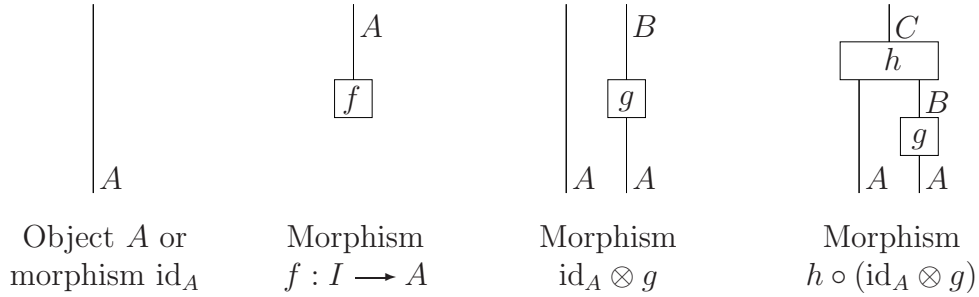 A
Object A or
morphism id_A
A
f
Morphism
f : I ⟶ A
B
g
A A
Morphism
id_A ⊗ g
C
h
B
g
A A
Morphism
h ∘ (id_A ⊗ g)